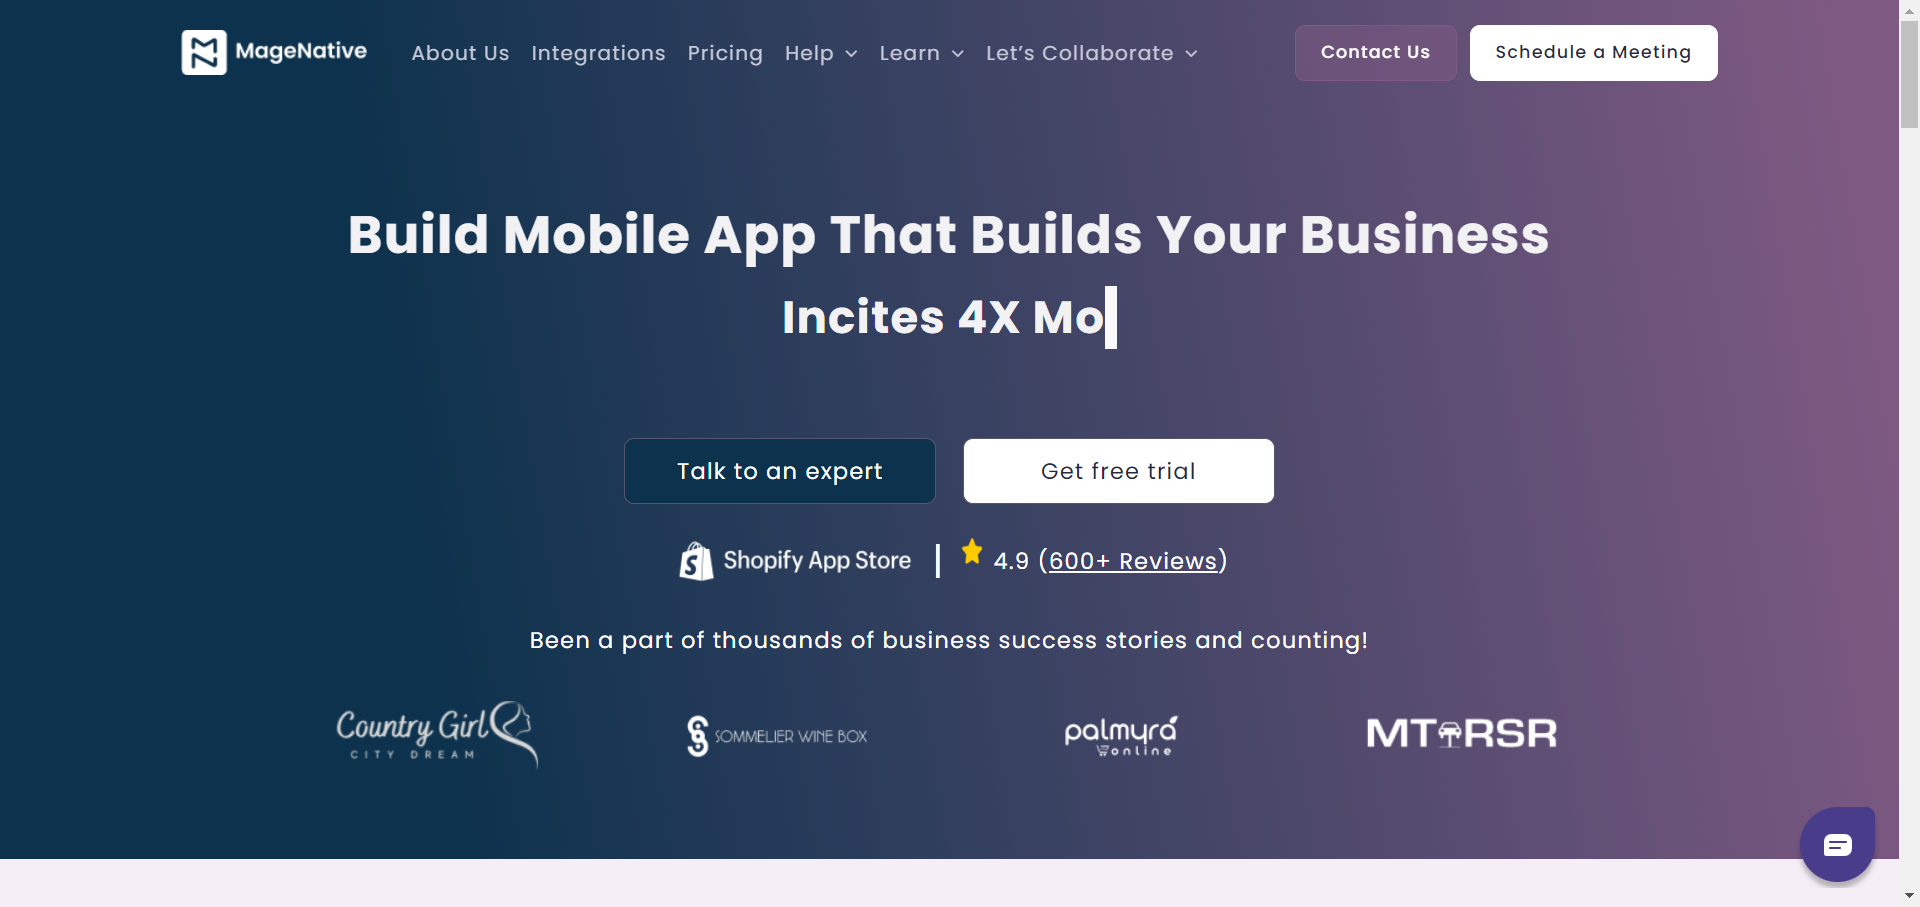 MageNative About Us Integrations Pricing Help Learn Let’s Collaborate Contact Us Schedule a Meeting
Build Mobile App That Builds Your Business
Incites 4X Mo
Talk to an expert Get free trial
Shopify App Store | 4.9 (600+ Reviews)
Been a part of thousands of business success stories and counting!
Country Girl
CITY DREAM
SOMMELIER WINE BOX
palmyra
online
MTRSR